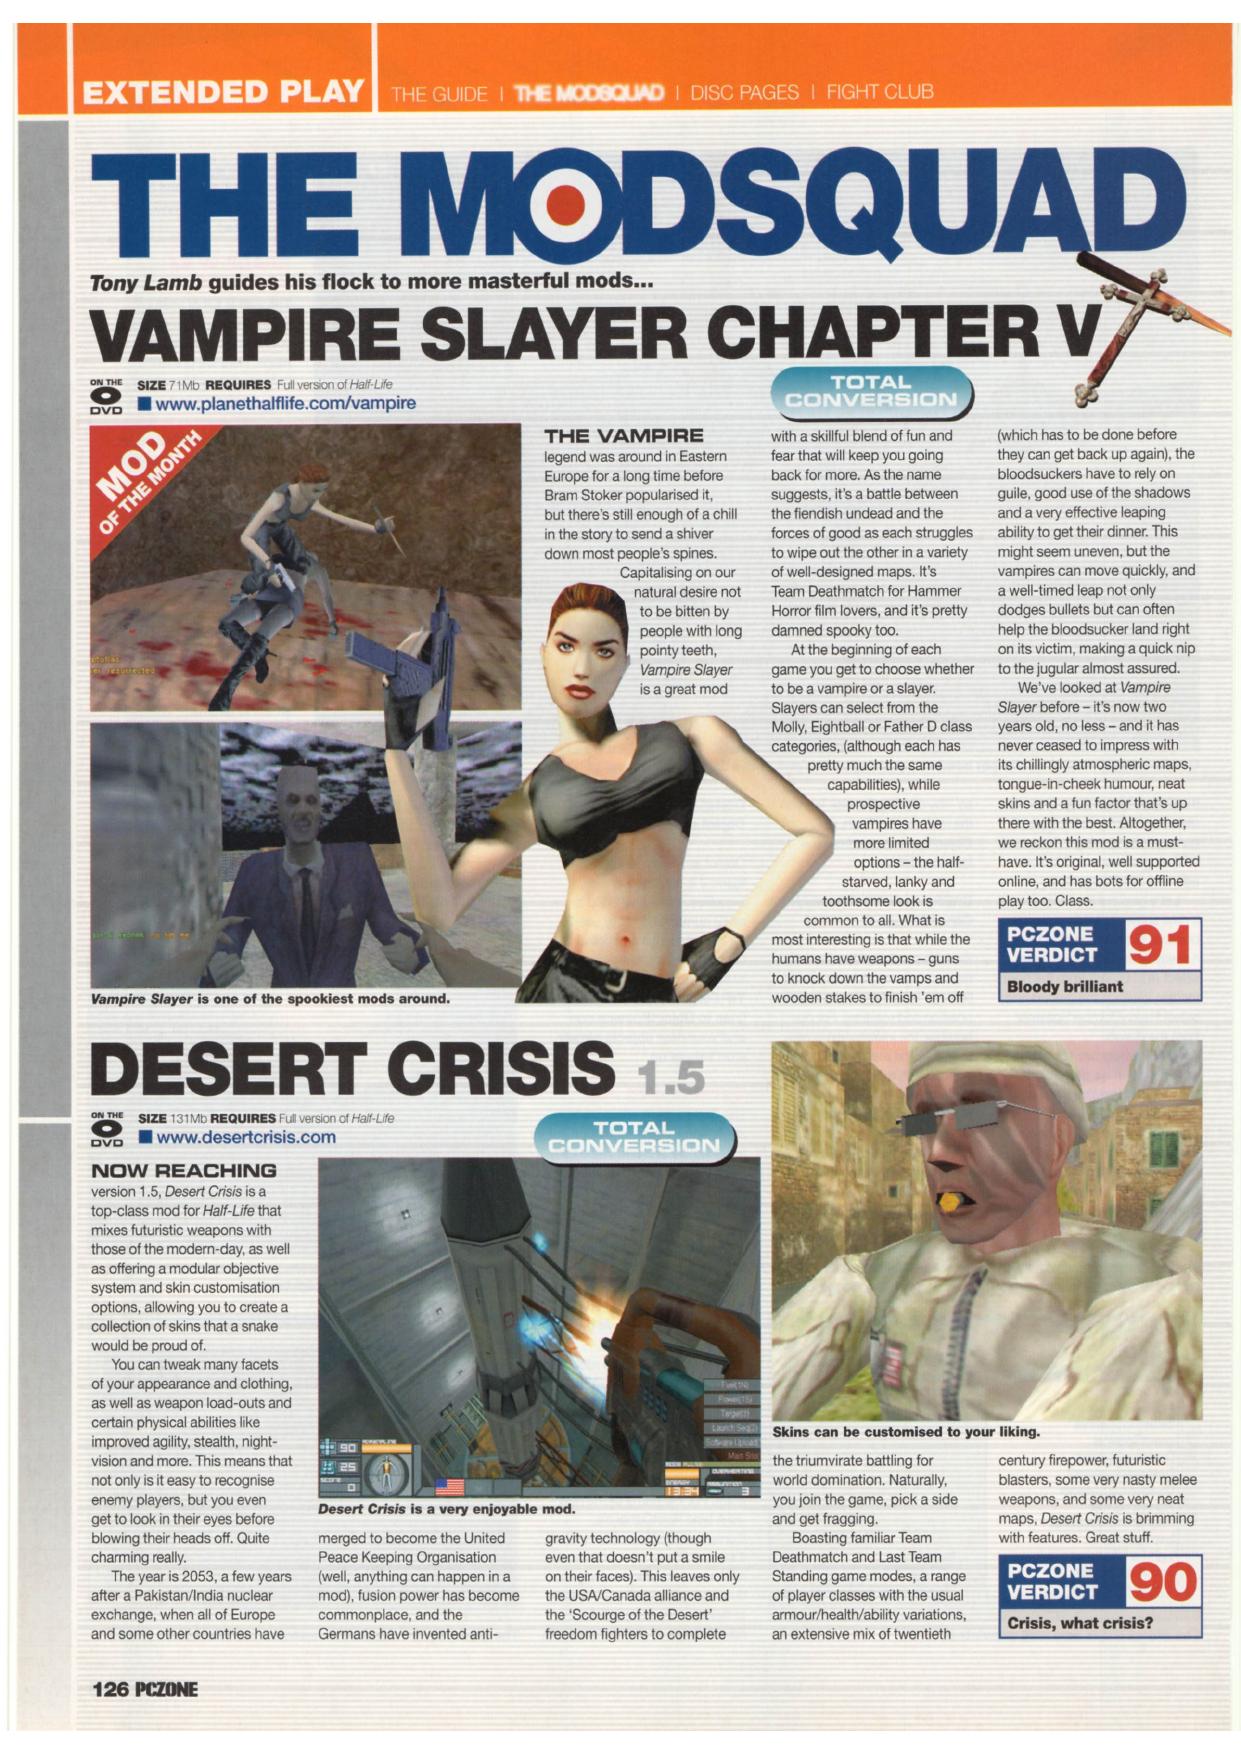 EXTENDED PLAY
THE GUIDE | THE MODSQUAD | DISC PAGES | FIGHT CLUB
THE MODSQUAD
Tony Lamb guides his flock to more masterful mods...
VAMPIRE SLAYER CHAPTER V
ON THE
DVD
SIZE 71Mb REQUIRES Full version of Half-Life
www.planethalflife.com/vampire
MOD
OF THE MONTH
Vampire Slayer is one of the spookiest mods around.
THE VAMPIRE
legend was around in Eastern
Europe for a long time before
Bram Stoker popularised it,
but there's still enough of a chill
in the story to send a shiver
down most people's spines.
Capitalising on our
natural desire not
to be bitten by
people with long
pointy teeth,
Vampire Slayer
is a great mod
TOTAL
CONVERSION
with a skillful blend of fun and
fear that will keep you going
back for more. As the name
suggests, it's a battle between
the fiendish undead and the
forces of good as each struggles
to wipe out the other in a variety
of well-designed maps. It's
Team Deathmatch for Hammer
Horror film lovers, and it's pretty
damned spooky too.
At the beginning of each
game you get to choose whether
to be a vampire or a slayer.
Slayers can select from the
Molly, Eightball or Father D class
categories, (although each has
pretty much the same
capabilities), while
prospective
vampires have
more limited
options – the half-
starved, lanky and
toothsome look is
common to all. What is
most interesting is that while the
humans have weapons – guns
to knock down the vamps and
wooden stakes to finish 'em off
(which has to be done before
they can get back up again), the
bloodsuckers have to rely on
guile, good use of the shadows
and a very effective leaping
ability to get their dinner. This
might seem uneven, but the
vampires can move quickly, and
a well-timed leap not only
dodges bullets but can often
help the bloodsucker land right
on its victim, making a quick nip
to the jugular almost assured.
We've looked at Vampire
Slayer before – it's now two
years old, no less – and it has
never ceased to impress with
its chillingly atmospheric maps,
tongue-in-cheek humour, neat
skins and a fun factor that's up
there with the best. Altogether,
we reckon this mod is a must-
have. It's original, well supported
online, and has bots for offline
play too. Class.
PCZONE
VERDICT
91
Bloody brilliant
DESERT CRISIS 1.5
ON THE
DVD
SIZE 131Mb REQUIRES Full version of Half-Life
www.desertcrisis.com
TOTAL
CONVERSION
NOW REACHING
version 1.5, Desert Crisis is a
top-class mod for Half-Life that
mixes futuristic weapons with
those of the modern-day, as well
as offering a modular objective
system and skin customisation
options, allowing you to create a
collection of skins that a snake
would be proud of.
You can tweak many facets
of your appearance and clothing,
as well as weapon load-outs and
certain physical abilities like
improved agility, stealth, night-
vision and more. This means that
not only is it easy to recognise
enemy players, but you even
get to look in their eyes before
blowing their heads off. Quite
charming really.
The year is 2053, a few years
after a Pakistan/India nuclear
exchange, when all of Europe
and some other countries have
90
25
0
3
Desert Crisis is a very enjoyable mod.
merged to become the United
Peace Keeping Organisation
(well, anything can happen in a
mod), fusion power has become
commonplace, and the
Germans have invented anti-
gravity technology (though
even that doesn't put a smile
on their faces). This leaves only
the USA/Canada alliance and
the 'Scourge of the Desert'
freedom fighters to complete
Skins can be customised to your liking.
the triumvirate battling for
world domination. Naturally,
you join the game, pick a side
and get fragging.
Boasting familiar Team
Deathmatch and Last Team
Standing game modes, a range
of player classes with the usual
armour/health/ability variations,
an extensive mix of twentieth
century firepower, futuristic
blasters, some very nasty melee
weapons, and some very neat
maps, Desert Crisis is brimming
with features. Great stuff.
PCZONE
VERDICT
90
Crisis, what crisis?
126 PCZONE